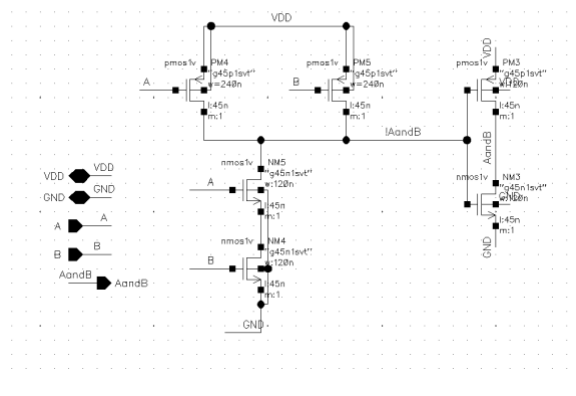 VDD
pmos1v
PM4
"g45p1svt"
w=240n
A
l:45n
m:1
pmos1v
PM5
"g45p1svt"
w=240n
B
l:45n
m:1
pmos1v
VDD
PM3
"g45p1svt"
l:45n
m:1
!AandB
AandB
nmos1v
NM5
"g45n1svt"
w:120n
A
l:45n
m:1
nmos1v
NM3
"g45n1svt"
l:45n
m:1
GND
nmos1v
NM4
"g45n1svt"
w:120n
B
l:45n
m:1
GND
VDD
VDD
GND
GND
A
A
B
B
AandB
AandB